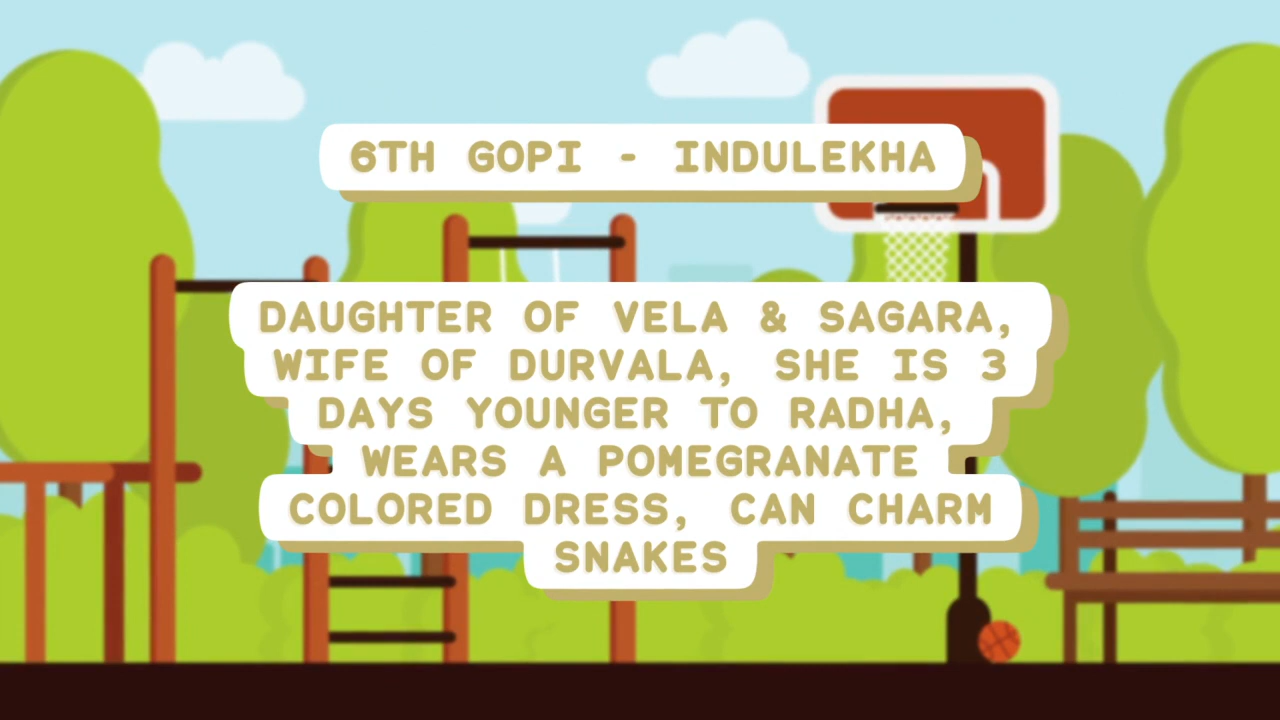 6TH GOPI - INDULEKHA
DAUGHTER OF VELA & SAGARA,
WIFE OF DURVALA, SHE IS 3
DAYS YOUNGER TO RADHA,
WEARS A POMEGRANATE
COLORED DRESS, CAN CHARM
SNAKES